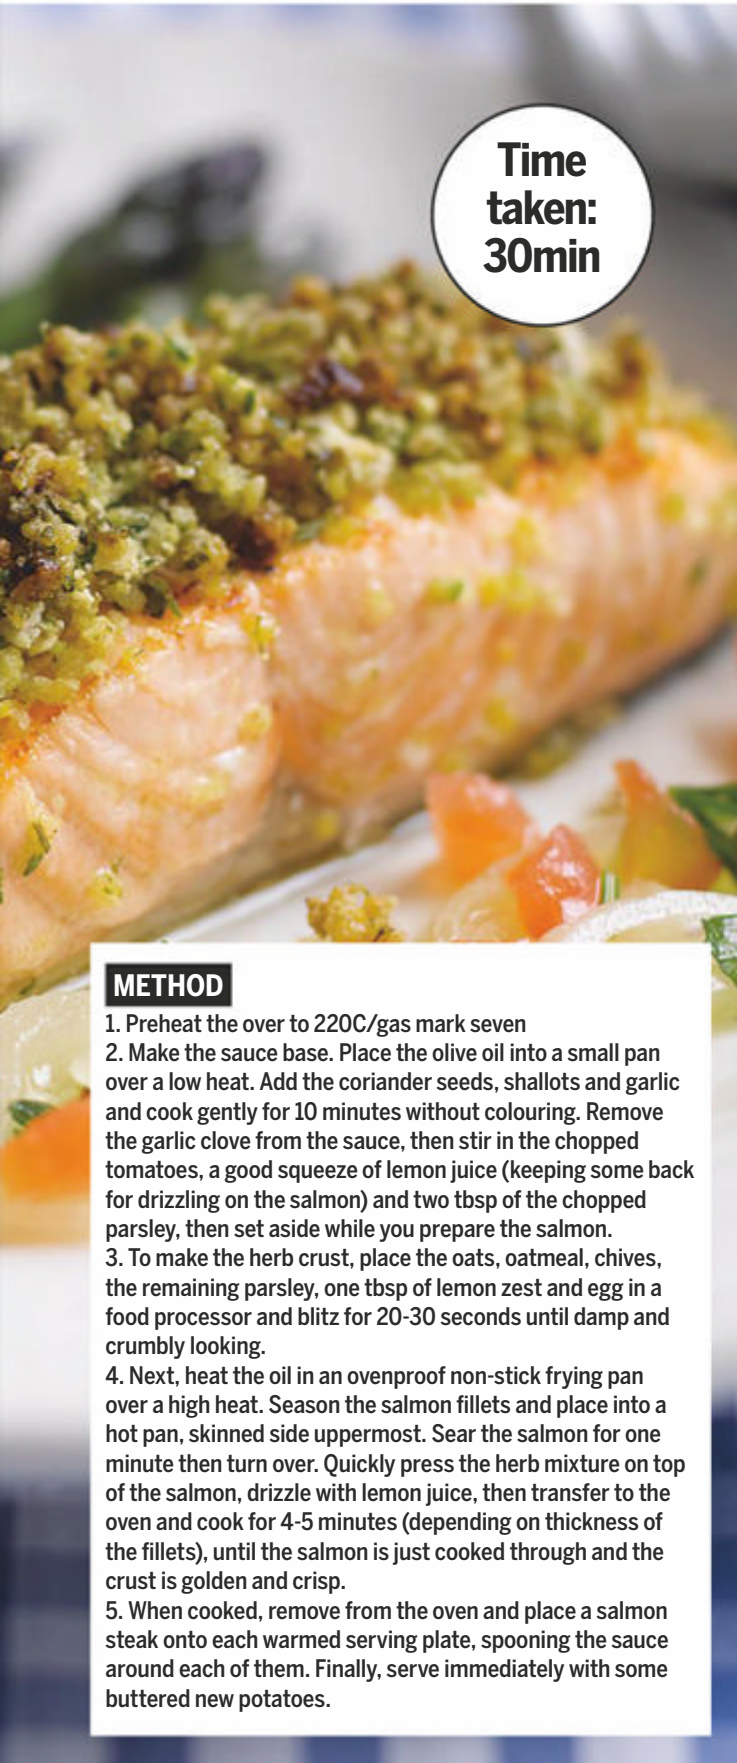 Time
taken:
30min
METHOD
1. Preheat the over to 220C/gas mark seven
2. Make the sauce base. Place the olive oil into a small pan
over a low heat. Add the coriander seeds, shallots and garlic
and cook gently for 10 minutes without colouring. Remove
the garlic clove from the sauce, then stir in the chopped
tomatoes, a good squeeze of lemon juice (keeping some back
for drizzling on the salmon) and two tbsp of the chopped
parsley, then set aside while you prepare the salmon.
3. To make the herb crust, place the oats, oatmeal, chives,
the remaining parsley, one tbsp of lemon zest and egg in a
food processor and blitz for 20-30 seconds until damp and
crumbly looking.
4. Next, heat the oil in an ovenproof non-stick frying pan
over a high heat. Season the salmon fillets and place into a
hot pan, skinned side uppermost. Sear the salmon for one
minute then turn over. Quickly press the herb mixture on top
of the salmon, drizzle with lemon juice, then transfer to the
oven and cook for 4-5 minutes (depending on thickness of
the fillets), until the salmon is just cooked through and the
crust is golden and crisp.
5. When cooked, remove from the oven and place a salmon
steak onto each warmed serving plate, spooning the sauce
around each of them. Finally, serve immediately with some
buttered new potatoes.